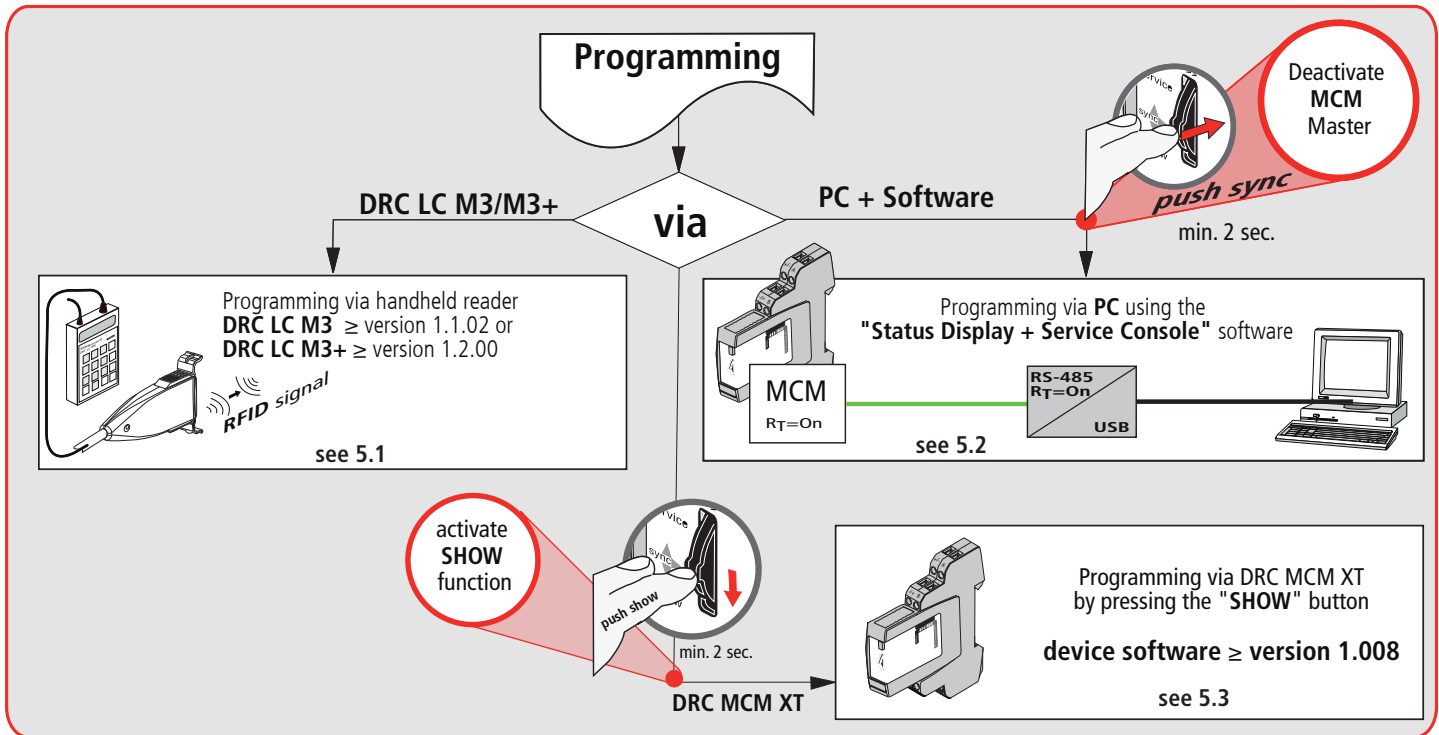 Programming
via
DRC LC M3/M3+
PC + Software
Deactivate
MCM
Master
push sync
min. 2 sec.
sync
Programming via handheld reader
DRC LC M3 ≥ version 1.1.02 or
DRC LC M3+ ≥ version 1.2.00
RFID signal
see 5.1
Programming via PC using the
"Status Display + Service Console" software
MCM
RT=On
RS-485
RT=On
USB
see 5.2
activate
SHOW
function
sync
push show
min. 2 sec.
DRC MCM XT
Programming via DRC MCM XT
by pressing the "SHOW" button
device software ≥ version 1.008
see 5.3